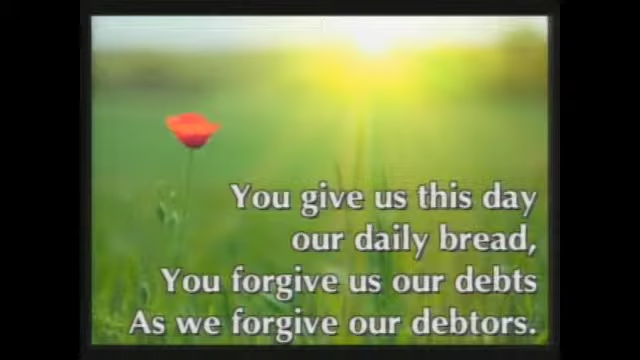 You give us this day
our daily bread,
You forgive us our debts
As we forgive our debtors.